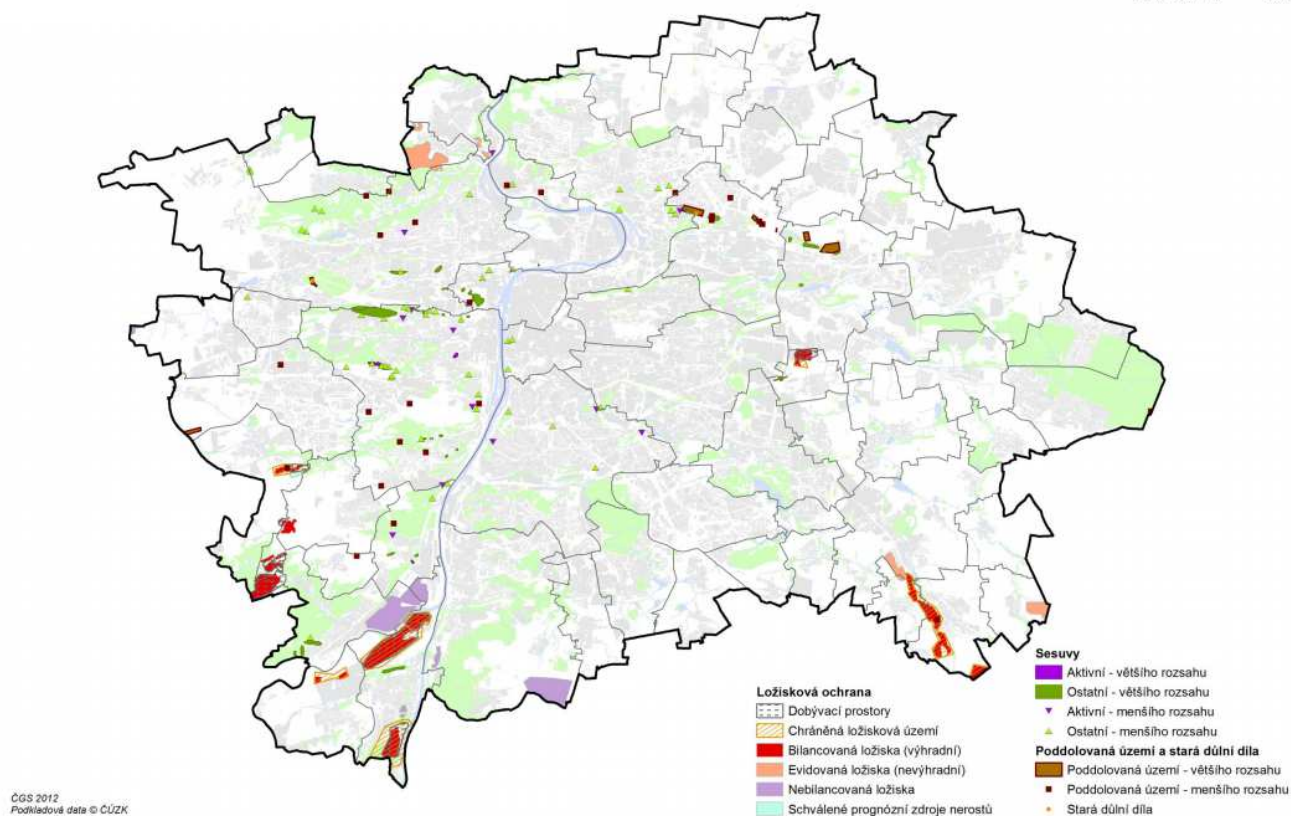 Ložisková ochrana
Dobývací prostory
Chráněná ložisková území
Bilancovaná ložiska (výhradní)
Evidovaná ložiska (nevýhradní)
Nebilancovaná ložiska
Schválené prognózní zdroje nerostů
Sesuvy
Aktivní - většího rozsahu
Ostatní - většího rozsahu
Aktivní - menšího rozsahu
Ostatní - menšího rozsahu
Poddolovaná území a stará důlní díla
Poddolovaná území - většího rozsahu
Poddolovaná území - menšího rozsahu
Stará důlní díla
ČGS 2012
Podkladová data © ČÚZK